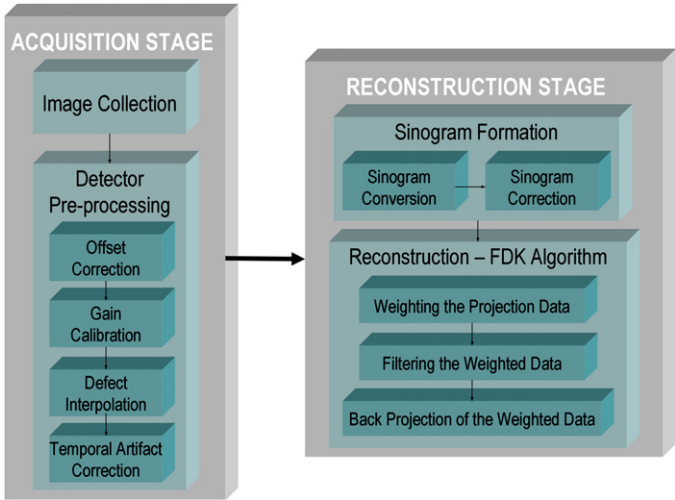 ACQUISITION STAGE
Image Collection
Detector
Pre-processing
Offset
Correction
Gain
Calibration
Defect
Interpolation
Temporal Artifact
Correction
RECONSTRUCTION STAGE
Sinogram Formation
Sinogram
Conversion
Sinogram
Correction
Reconstruction – FDK Algorithm
Weighting the Projection Data
Filtering the Weighted Data
Back Projection of the Weighted Data